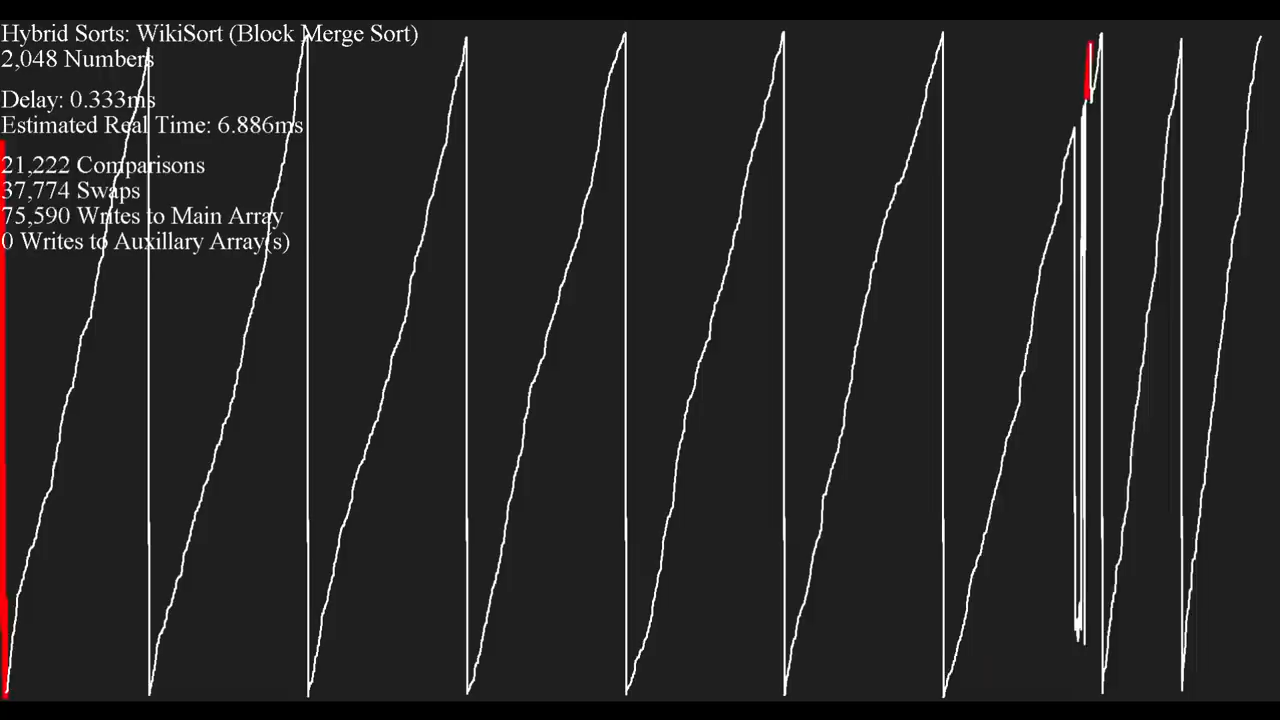 Hybrid Sorts: WikiSort (Block Merge Sort)
2,048 Numbers
Delay: 0.333ms
Estimated Real Time: 6.886ms
21,222 Comparisons
37,774 Swaps
75,590 Writes to Main Array
0 Writes to Auxillary Array(s)